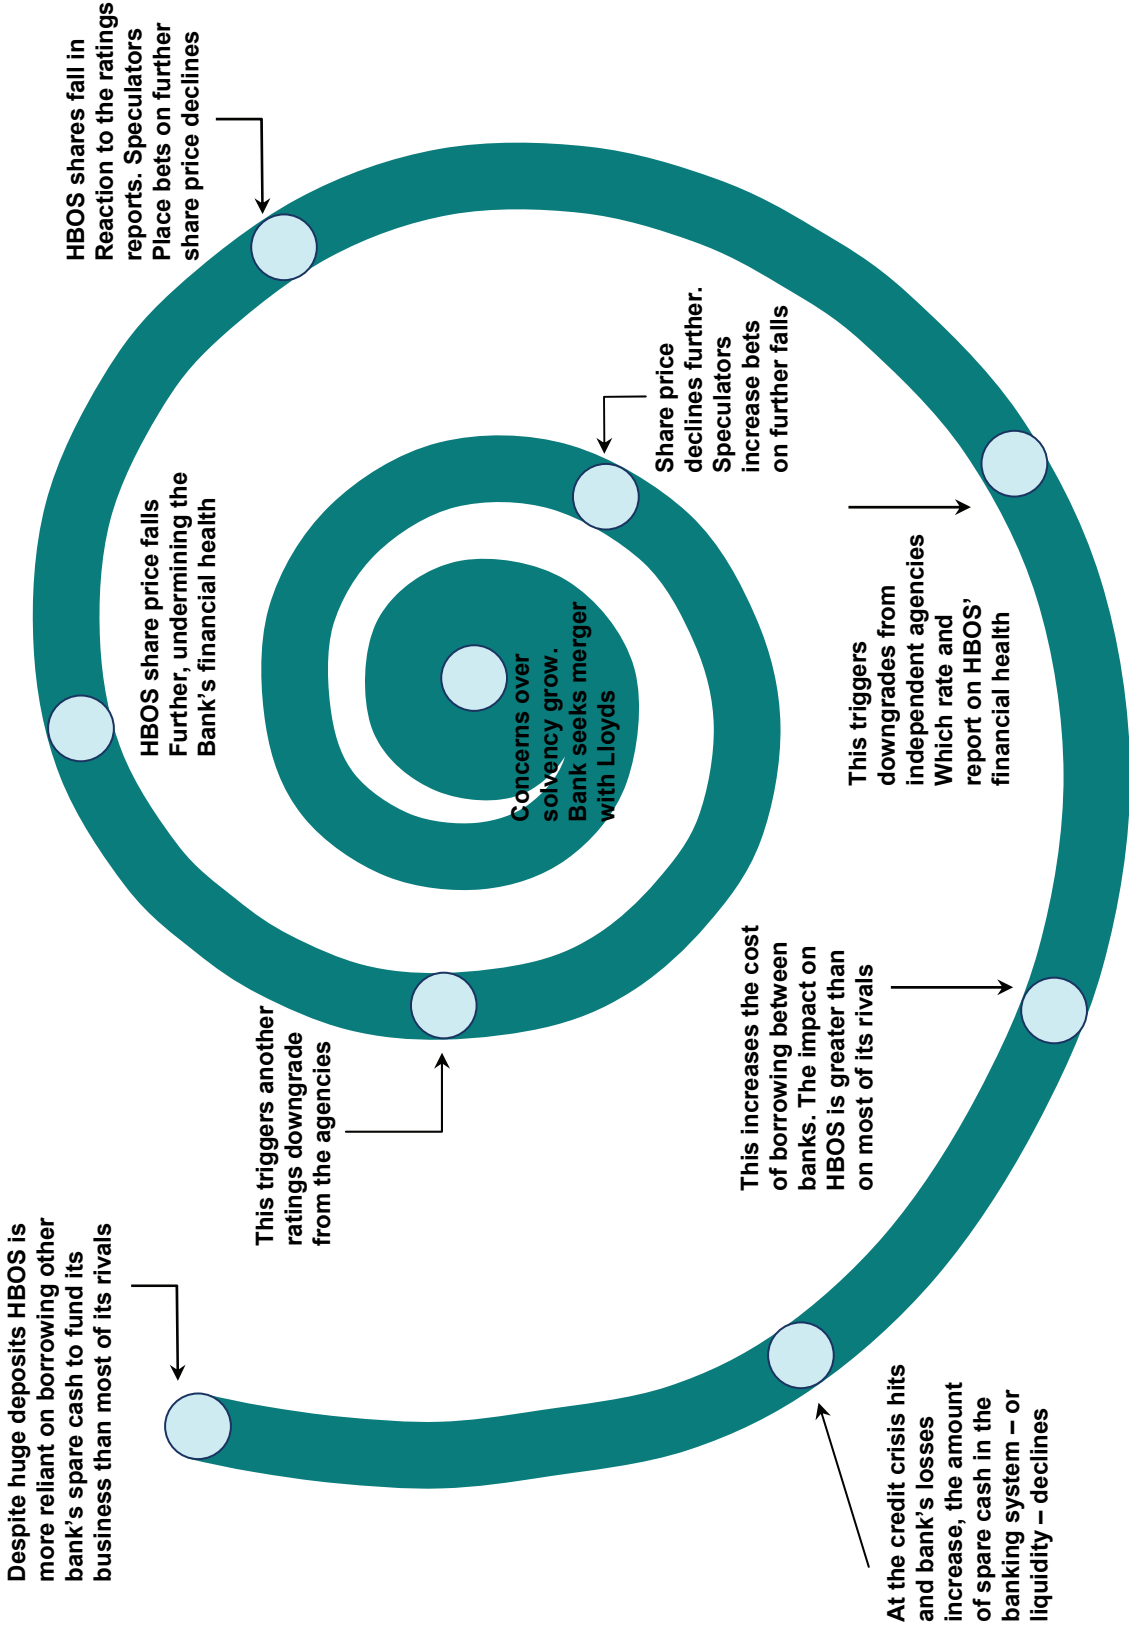 Despite huge deposits HBOS is
more reliant on borrowing other
bank’s spare cash to fund its
business than most of its rivals
At the credit crisis hits
and bank’s losses
increase, the amount
of spare cash in the
banking system – or
liquidity – declines
This increases the cost
of borrowing between
banks. The impact on
HBOS is greater than
on most of its rivals
This triggers
downgrades from
independent agencies
Which rate and
report on HBOS’
financial health
HBOS shares fall in
Reaction to the ratings
reports. Speculators
Place bets on further
share price declines
HBOS share price falls
Further, undermining the
Bank’s financial health
This triggers another
ratings downgrade
from the agencies
Share price
declines further.
Speculators
increase bets
on further falls
Concerns over
solvency grow.
Bank seeks merger
with Lloyds